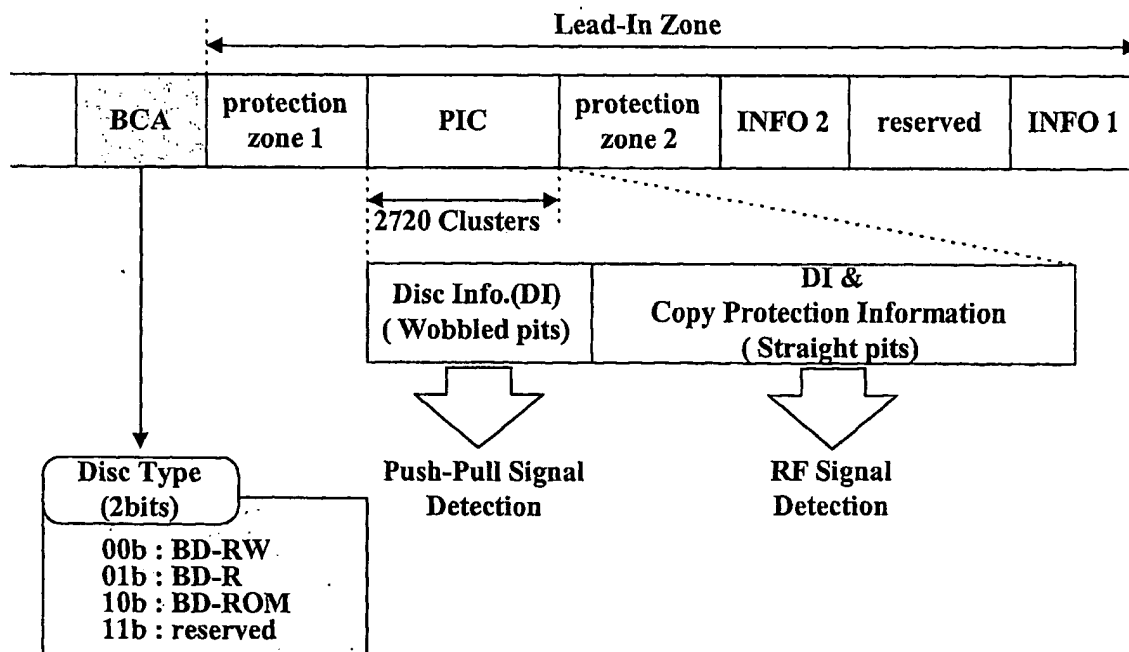 Lead-In Zone
BCA
protection
zone 1
PIC
protection
zone 2
INFO 2
reserved
INFO 1
2720 Clusters
Disc Info.(DI)
( Wobbled pits)
DI &
Copy Protection Information
( Straight pits)
Push-Pull Signal
Detection
RF Signal
Detection
Disc Type
(2bits)
00b : BD-RW
01b : BD-R
10b : BD-ROM
11b : reserved